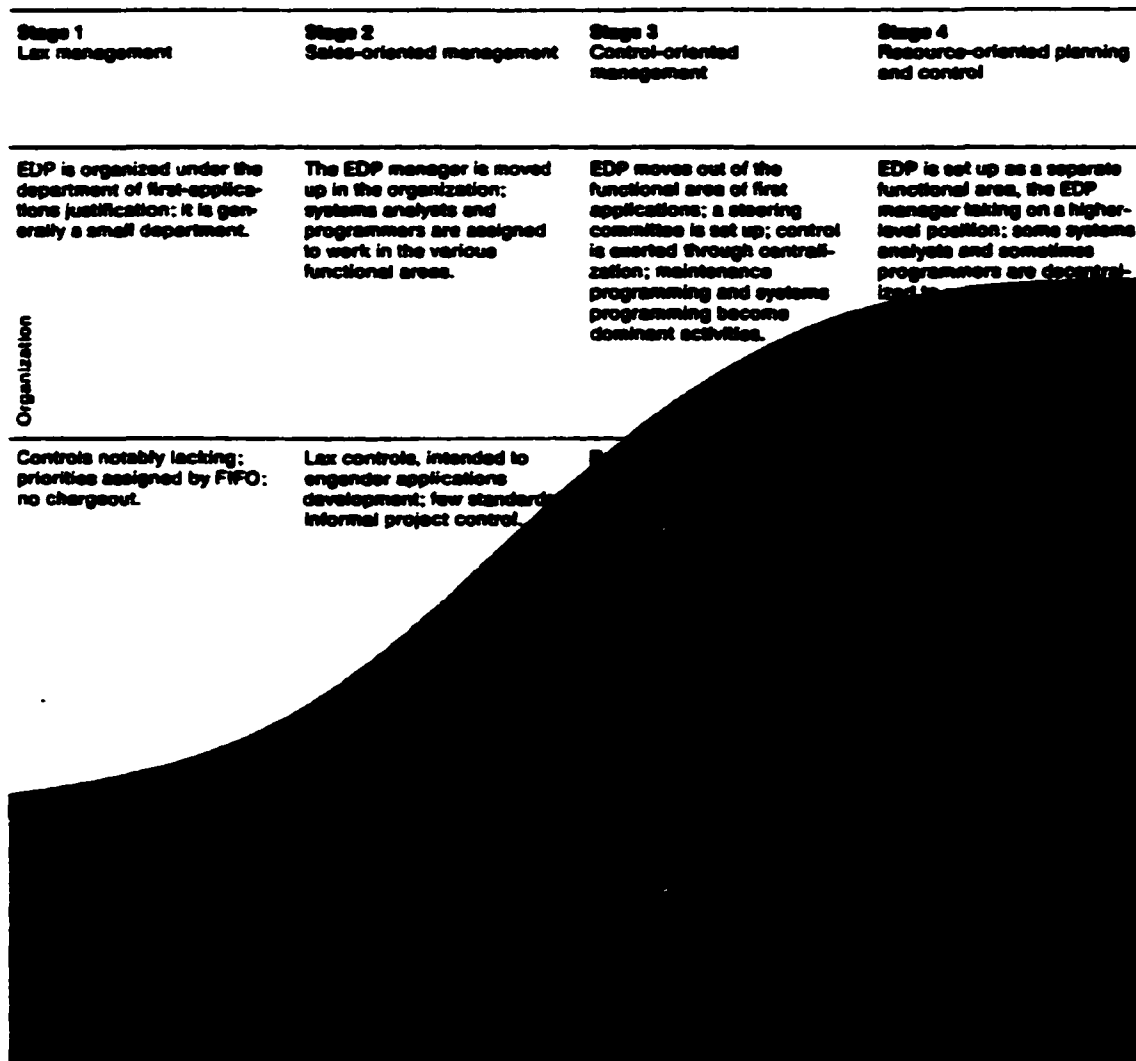 Stage 1
Lax management
Stage 2
Sales-oriented management
Stage 3
Control-oriented
management
Stage 4
Resource-oriented planning
and control
Organization
EDP is organized under the
department of first-applica-
tions justification; it is gen-
erally a small department.
The EDP manager is moved
up in the organization;
systems analysts and
programmers are assigned
to work in the various
functional areas.
EDP moves out of the
functional area of first
applications; a steering
committee is set up; control
is exerted through centrali-
zation; maintenance
programming and systems
programming become
dominant activities.
EDP is set up as a separate
functional area, the EDP
manager taking on a higher-
level position; some systems
analysts and sometimes
programmers are decentral-
ized to
Controls notably lacking;
priorities assigned by FIFO;
no chargeout.
Lax controls, intended to
engender applications
development; few standards
informal project control.